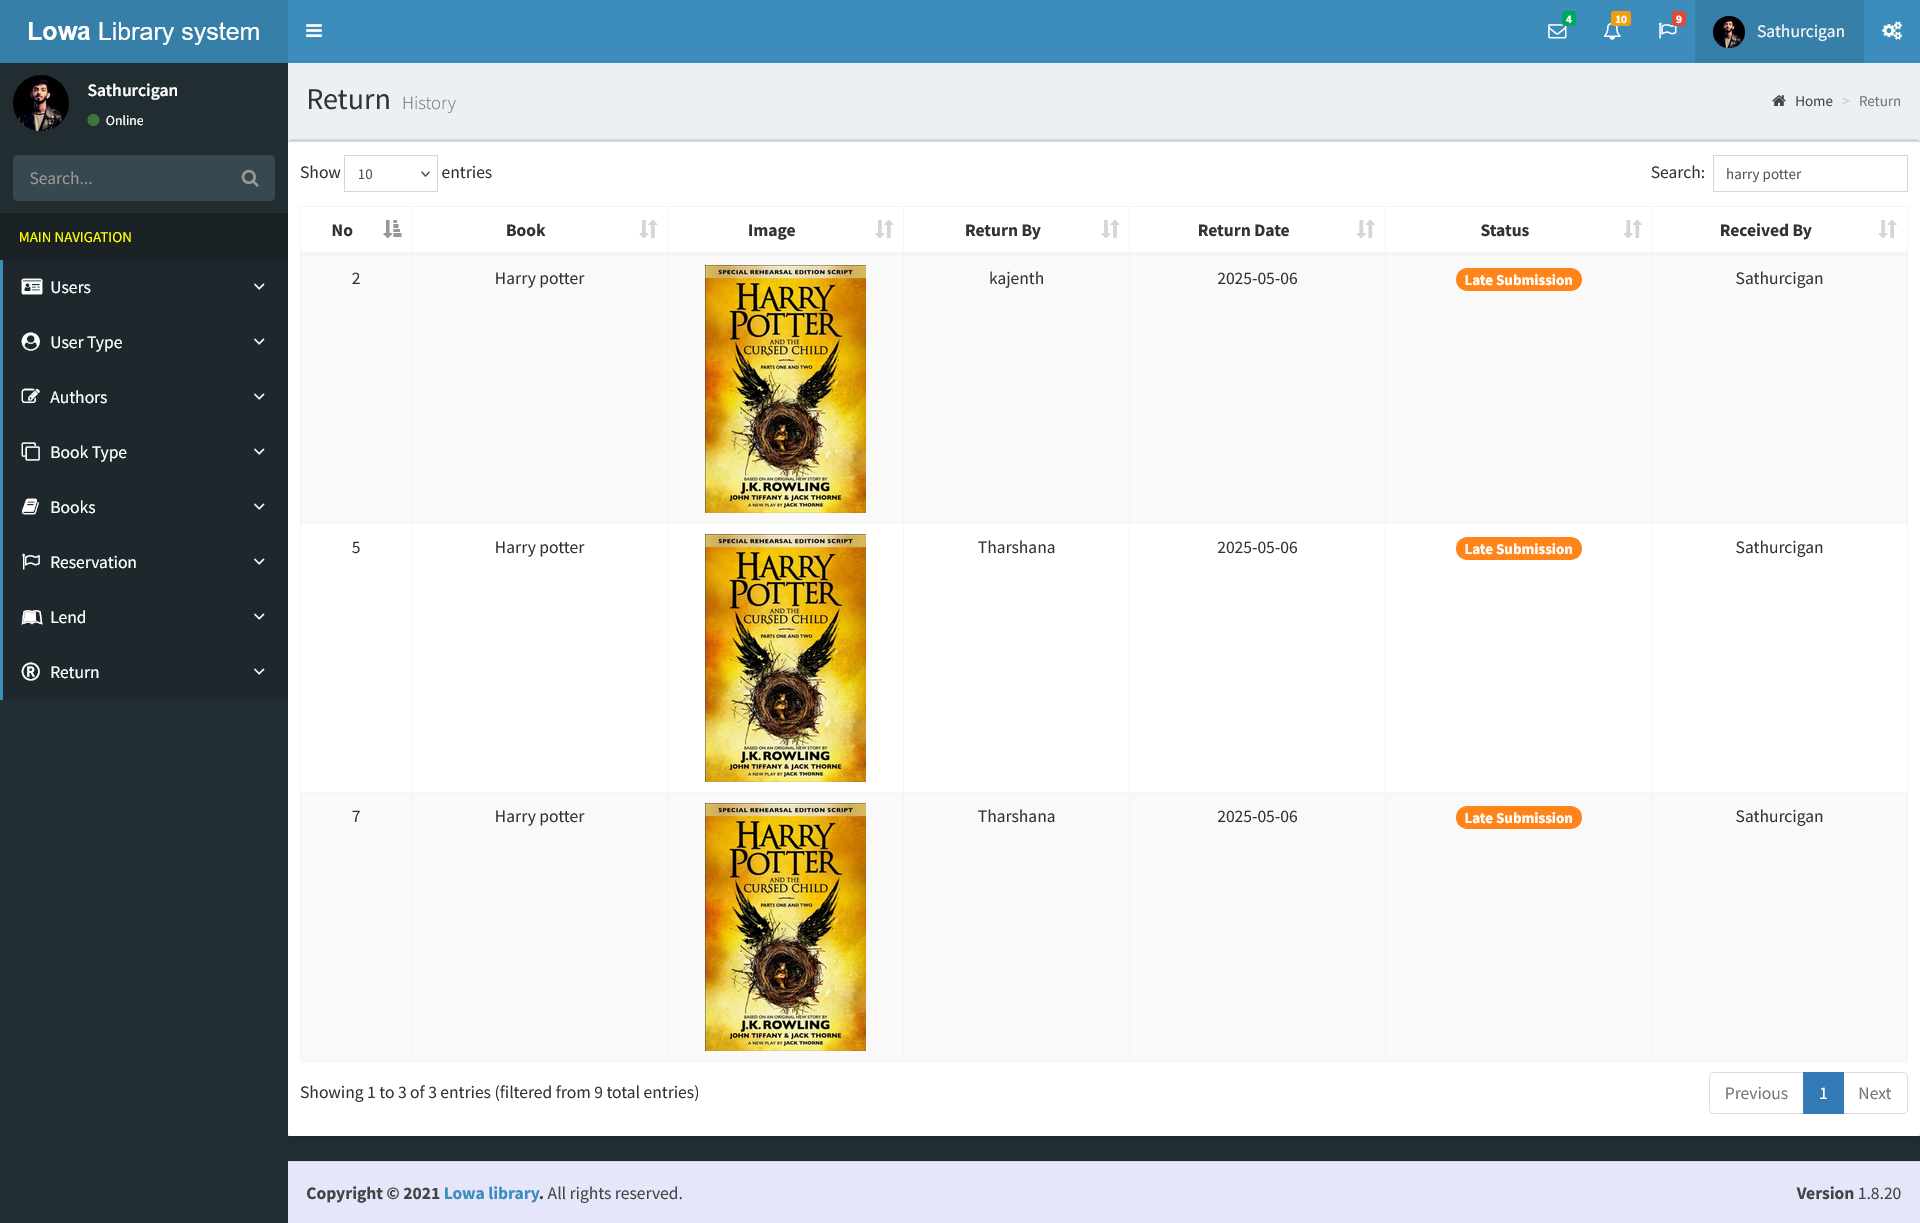 Lowa Library system
4
10
9
Sathurcigan
Sathurcigan
Online
Search...
MAIN NAVIGATION
Users
User Type
Authors
Book Type
Books
Reservation
Lend
Return
Return History
Home > Return
Show 10 entries
Search: harry potter
No Book Image Return By Return Date Status Received By
2 Harry potter kajenth 2025-05-06 Late Submission Sathurcigan
SPECIAL REHEARSAL EDITION SCRIPT
HARRY
POTTER
AND THE
CURSED CHILD
PARTS ONE AND TWO
BASED ON AN ORIGINAL NEW STORY BY
J.K. ROWLING
JOHN TIFFANY & JACK THORNE
A NEW PLAY BY JACK THORNE
5 Harry potter Tharshana 2025-05-06 Late Submission Sathurcigan
SPECIAL REHEARSAL EDITION SCRIPT
HARRY
POTTER
AND THE
CURSED CHILD
PARTS ONE AND TWO
BASED ON AN ORIGINAL NEW STORY BY
J.K. ROWLING
JOHN TIFFANY & JACK THORNE
A NEW PLAY BY JACK THORNE
7 Harry potter Tharshana 2025-05-06 Late Submission Sathurcigan
SPECIAL REHEARSAL EDITION SCRIPT
HARRY
POTTER
AND THE
CURSED CHILD
PARTS ONE AND TWO
BASED ON AN ORIGINAL NEW STORY BY
J.K. ROWLING
JOHN TIFFANY & JACK THORNE
A NEW PLAY BY JACK THORNE
Showing 1 to 3 of 3 entries (filtered from 9 total entries)
Previous 1 Next
Copyright © 2021 Lowa library. All rights reserved.
Version 1.8.20